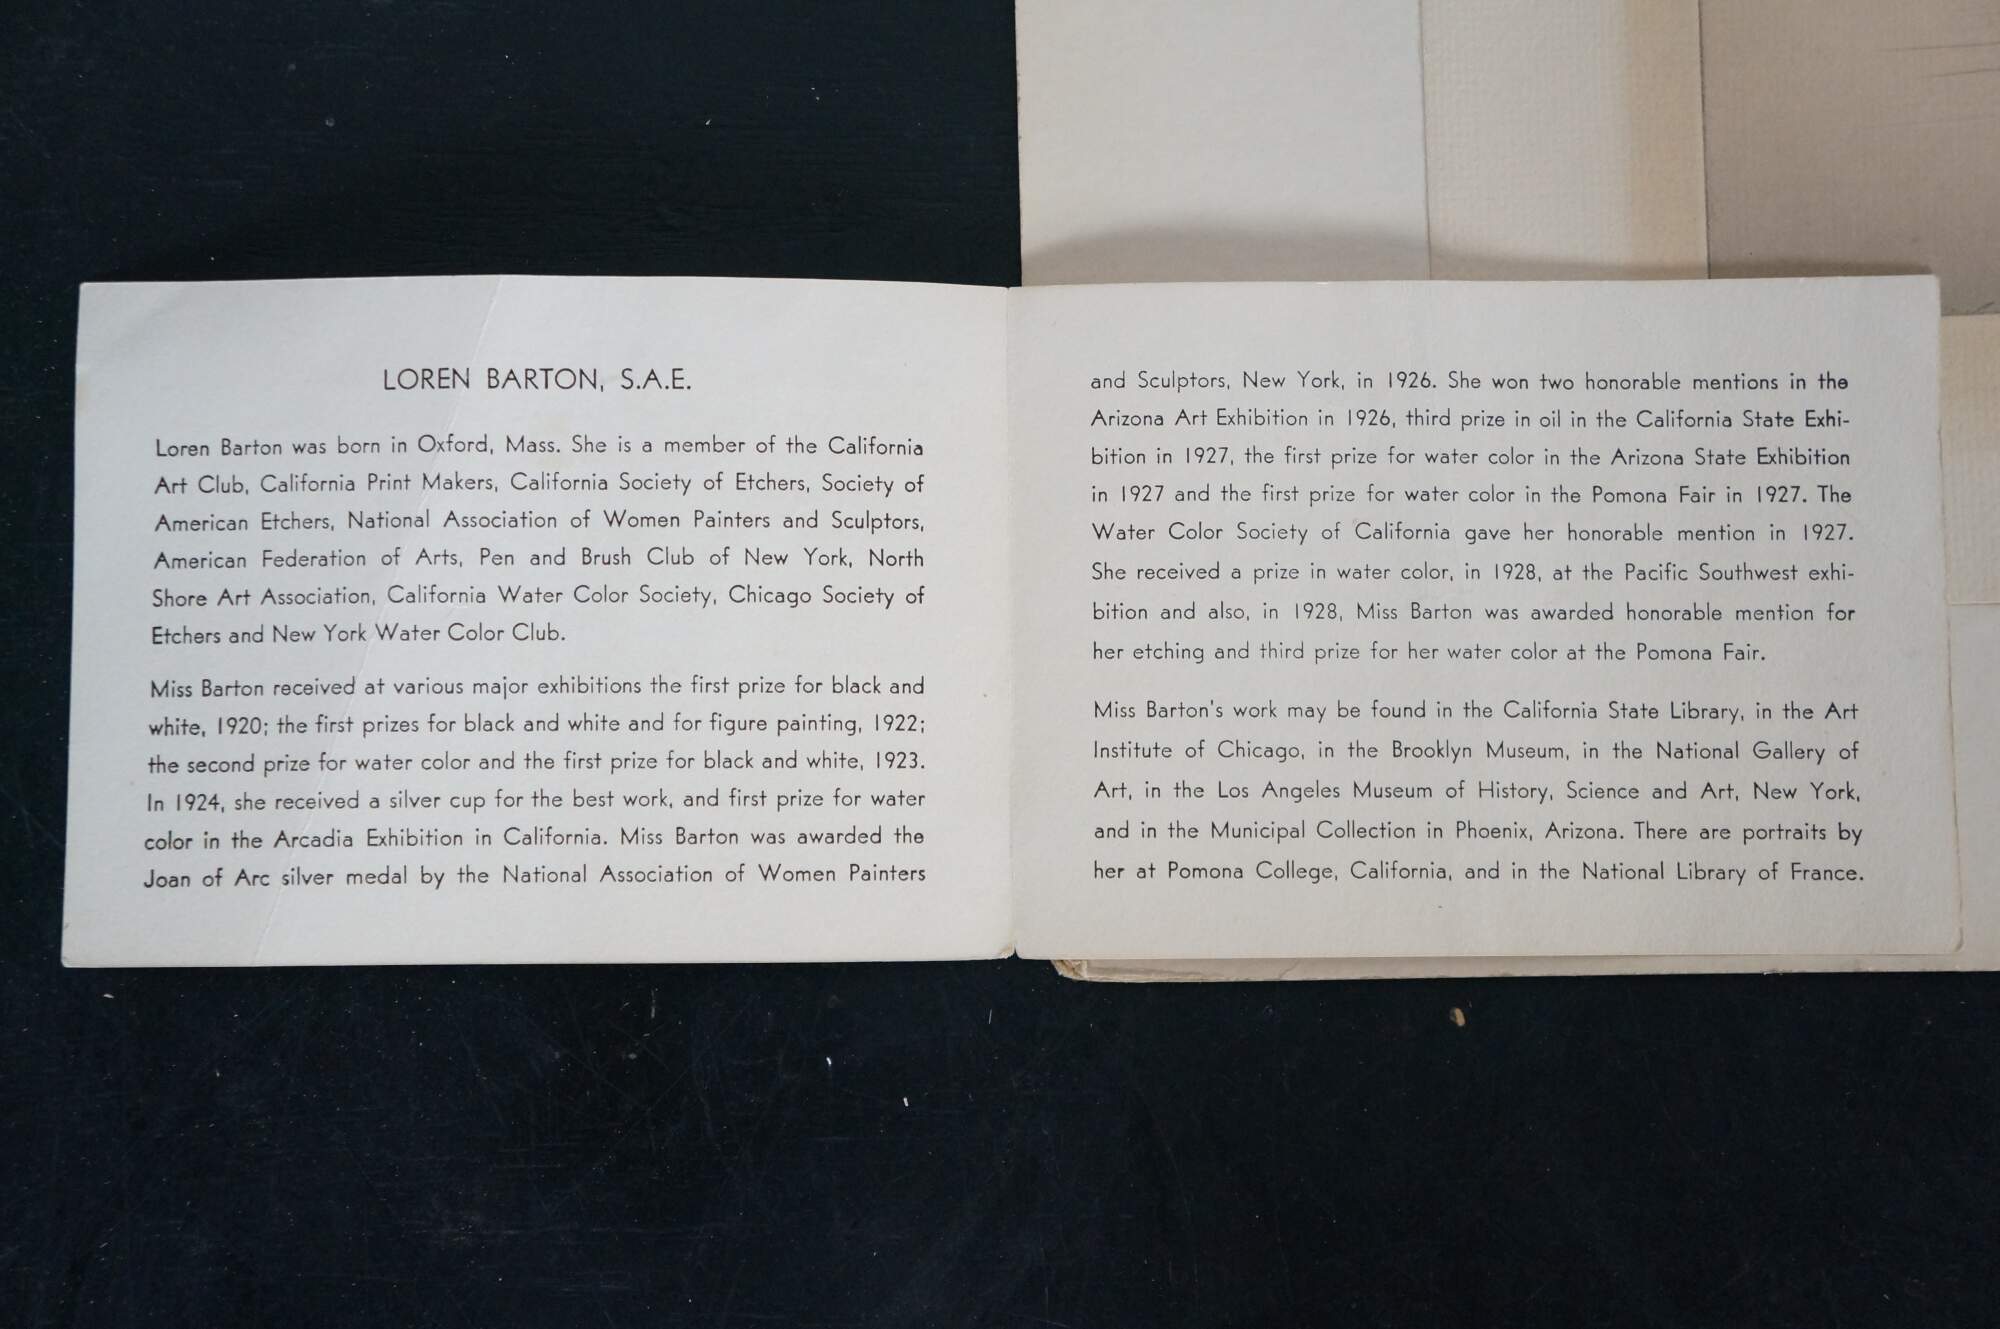 LOREN BARTON, S.A.E.
Loren Barton was born in Oxford, Mass. She is a member of the California
Art Club, California Print Makers, California Society of Etchers, Society of
American Etchers, National Association of Women Painters and Sculptors,
American Federation of Arts, Pen and Brush Club of New York, North
Shore Art Association, California Water Color Society, Chicago Society of
Etchers and New York Water Color Club.
Miss Barton received at various major exhibitions the first prize for black and
white, 1920; the first prizes for black and white and for figure painting, 1922;
the second prize for water color and the first prize for black and white, 1923.
In 1924, she received a silver cup for the best work, and first prize for water
color in the Arcadia Exhibition in California. Miss Barton was awarded the
Joan of Arc silver medal by the National Association of Women Painters
and Sculptors, New York, in 1926. She won two honorable mentions in the
Arizona Art Exhibition in 1926, third prize in oil in the California State Exhi-
bition in 1927, the first prize for water color in the Arizona State Exhibition
in 1927 and the first prize for water color in the Pomona Fair in 1927. The
Water Color Society of California gave her honorable mention in 1927.
She received a prize in water color, in 1928, at the Pacific Southwest exhi-
bition and also, in 1928, Miss Barton was awarded honorable mention for
her etching and third prize for her water color at the Pomona Fair.
Miss Barton's work may be found in the California State Library, in the Art
Institute of Chicago, in the Brooklyn Museum, in the National Gallery of
Art, in the Los Angeles Museum of History, Science and Art, New York,
and in the Municipal Collection in Phoenix, Arizona. There are portraits by
her at Pomona College, California, and in the National Library of France.